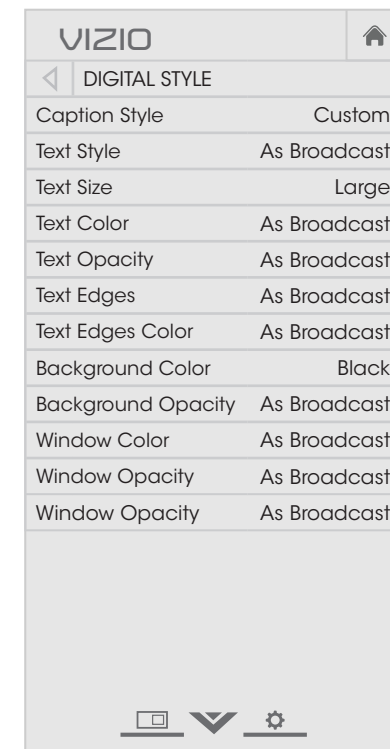 VIZIO
DIGITAL STYLE
Caption Style Custom
Text Style As Broadcast
Text Size Large
Text Color As Broadcast
Text Opacity As Broadcast
Text Edges As Broadcast
Text Edges Color As Broadcast
Background Color Black
Background Opacity As Broadcast
Window Color As Broadcast
Window Opacity As Broadcast
Window Opacity As Broadcast